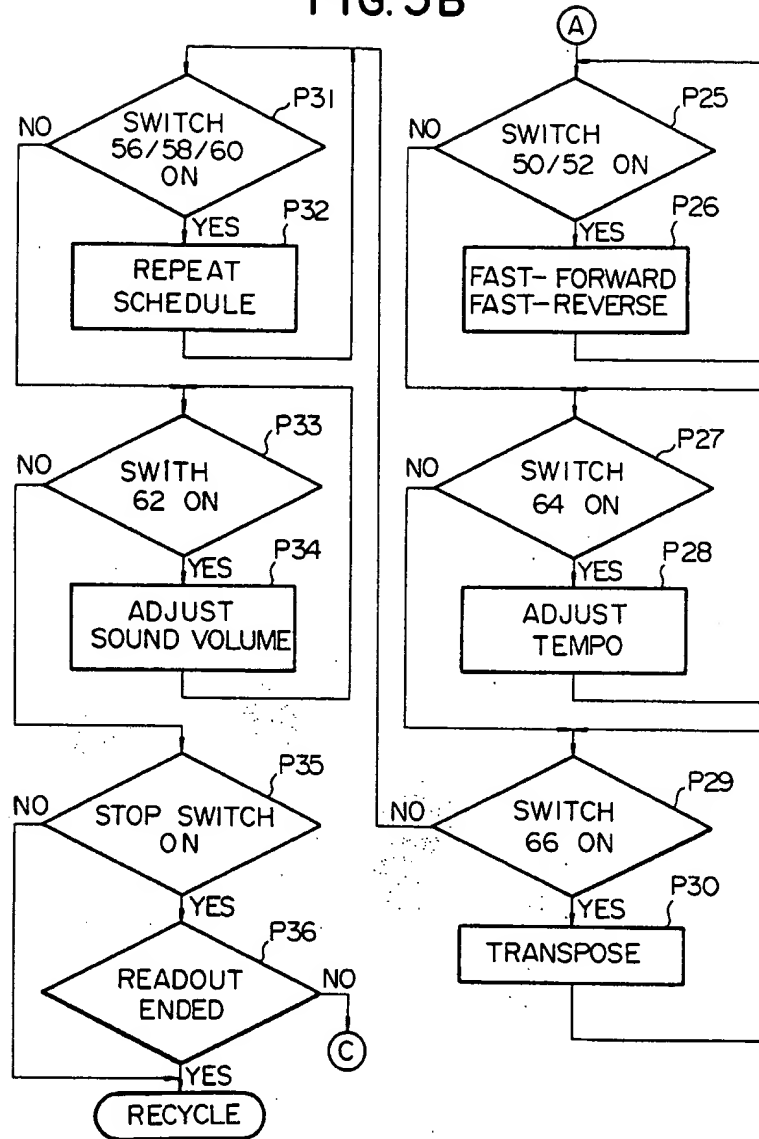 FIG. 5B
A
P25
NO
SWITCH
50/52 ON
YES
P26
FAST-FORWARD
FAST-REVERSE
P27
NO
SWITCH
64 ON
YES
P28
ADJUST
TEMPO
P29
NO
SWITCH
66 ON
YES
P30
TRANSPOSE
P31
NO
SWITCH
56/58/60
ON
YES
P32
REPEAT
SCHEDULE
P33
NO
SWITH
62 ON
YES
P34
ADJUST
SOUND VOLUME
P35
NO
STOP SWITCH
ON
YES
P36
READOUT
ENDED
NO
C
YES
RECYCLE